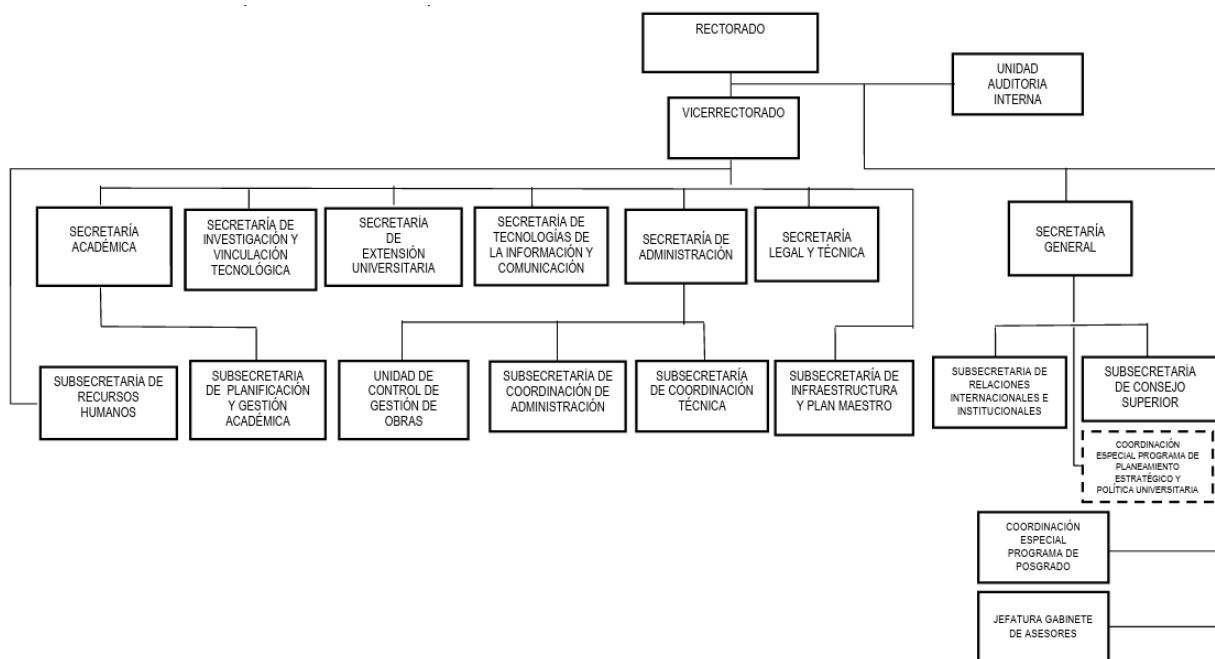 RECTORADO
UNIDAD
AUDITORIA
INTERNA
VICERRECTORADO
SECRETARÍA
ACADÉMICA
SECRETARÍA DE
INVESTIGACIÓN Y
VINCULACIÓN
TECNOLÓGICA
SECRETARÍA
DE
EXTENSIÓN
UNIVERSITARIA
SECRETARÍA DE
TECNOLOGÍAS DE
LA INFORMACIÓN Y
COMUNICACIÓN
SECRETARÍA DE
ADMINISTRACIÓN
SECRETARÍA
LEGAL Y TÉCNICA
SECRETARÍA
GENERAL
SUBSECRETARÍA DE
RECURSOS
HUMANOS
SUBSECRETARIA
DE PLANIFICACIÓN
Y GESTIÓN
ACADÉMICA
UNIDAD DE
CONTROL DE
GESTIÓN DE
OBRAS
SUBSECRETARÍA DE
COORDINACIÓN DE
ADMINISTRACIÓN
SUBSECRETARÍA
DE COORDINACIÓN
TÉCNICA
SUBSECRETARÍA DE
INFRAESTRUCTURA
Y PLAN MAESTRO
SUBSECRETARIA DE
RELACIONES
INTERNACIONALES E
INSTITUCIONALES
SUBSECRETARÍA
DE CONSEJO
SUPERIOR
COORDINACIÓN
ESPECIAL PROGRAMA DE
PLANEAMIENTO
ESTRATÉGICO Y
POLÍTICA UNIVERSITARIA
COORDINACIÓN
ESPECIAL
PROGRAMA DE
POSGRADO
JEFATURA GABINETE
DE ASESORES